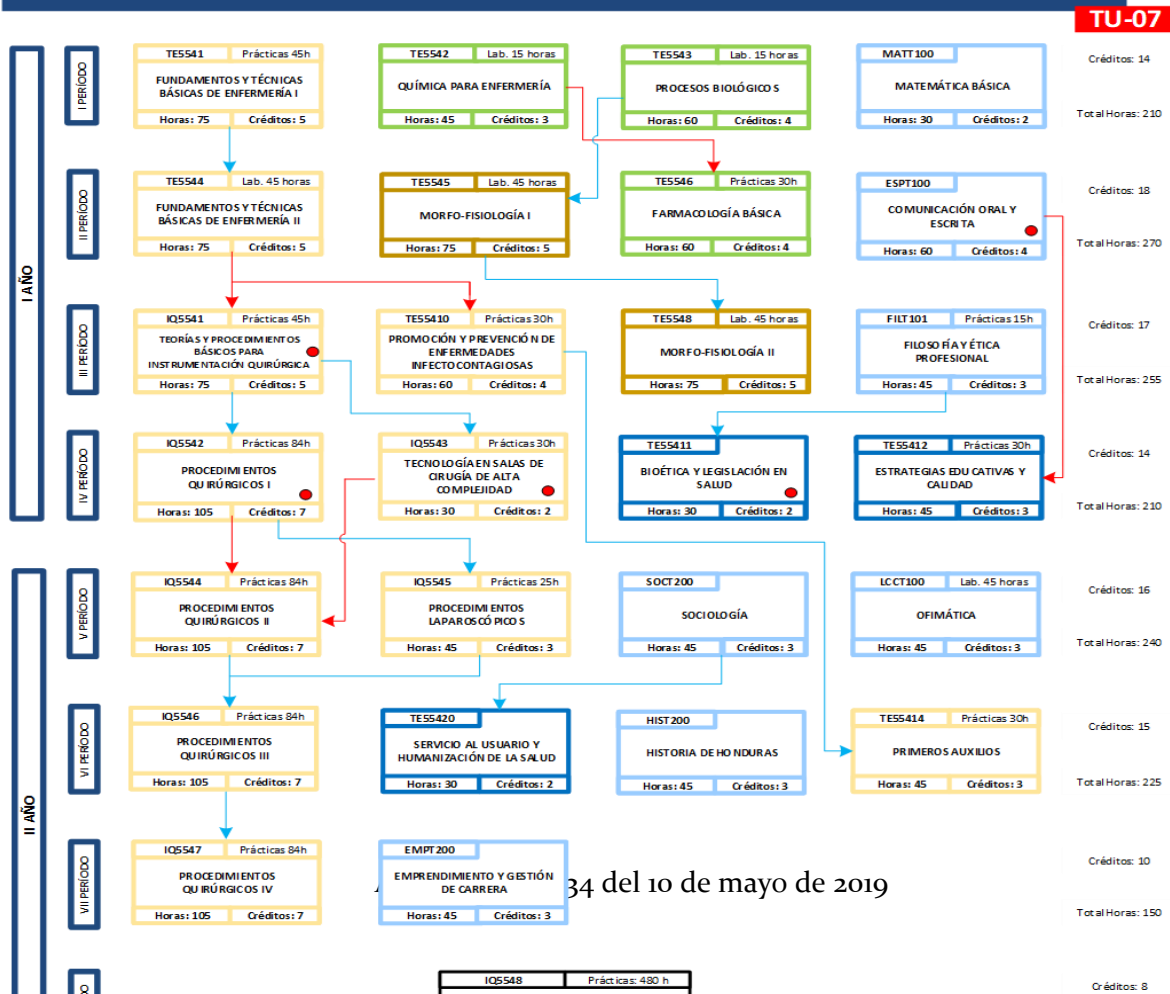 TU-07
I AÑO
I PERÍODO
TE5541 Prácticas 45h
FUNDAMENTOS Y TÉCNICAS
BÁSICAS DE ENFERMERÍA I
Horas: 75 Créditos: 5
TE5542 Lab. 15 horas
QUÍMICA PARA ENFERMERÍA
Horas: 45 Créditos: 3
TE5543 Lab. 15 horas
PROCESOS BIOLÓGICOS
Horas: 60 Créditos: 4
MATT100
MATEMÁTICA BÁSICA
Horas: 30 Créditos: 2
Créditos: 14
Total Horas: 210
II PERÍODO
TE5544 Lab. 45 horas
FUNDAMENTOS Y TÉCNICAS
BÁSICAS DE ENFERMERÍA II
Horas: 75 Créditos: 5
TE5545 Lab. 45 horas
MORFO-FISIOLOGÍA I
Horas: 75 Créditos: 5
TE5546 Prácticas 30h
FARMACOLOGÍA BÁSICA
Horas: 60 Créditos: 4
ESPT100
COMUNICACIÓN ORAL Y
ESCRITA
Horas: 60 Créditos: 4
Créditos: 18
Total Horas: 270
III PERÍODO
IQ5541 Prácticas 45h
TEORÍAS Y PROCEDIMIENTOS
BÁSICOS PARA
INSTRUMENTACIÓN QUIRÚRGICA
Horas: 75 Créditos: 5
TE55410 Prácticas 30h
PROMOCIÓN Y PREVENCIÓN DE
ENFERMEDADES
INFECTOCONTAGIOSAS
Horas: 60 Créditos: 4
TE5548 Lab. 45 horas
MORFO-FISIOLOGÍA II
Horas: 75 Créditos: 5
FILT101 Prácticas 15h
FILOSOFÍA Y ÉTICA
PROFESIONAL
Horas: 45 Créditos: 3
Créditos: 17
Total Horas: 255
IV PERÍODO
IQ5542 Prácticas 84h
PROCEDIMIENTOS
QUIRÚRGICOS I
Horas: 105 Créditos: 7
IQ5543 Prácticas 30h
TECNOLOGÍA EN SALAS DE
CIRUGÍA DE ALTA
COMPLEJIDAD
Horas: 30 Créditos: 2
TE55411
BIOÉTICA Y LEGISLACIÓN EN
SALUD
Horas: 30 Créditos: 2
TE55412 Prácticas 30h
ESTRATEGIAS EDUCATIVAS Y
CALIDAD
Horas: 45 Créditos: 3
Créditos: 14
Total Horas: 210
II AÑO
V PERÍODO
IQ5544 Prácticas 84h
PROCEDIMIENTOS
QUIRÚRGICOS II
Horas: 105 Créditos: 7
IQ5545 Prácticas 25h
PROCEDIMIENTOS
LAPAROSCÓPICOS
Horas: 45 Créditos: 3
SOCT200
SOCIOLOGÍA
Horas: 45 Créditos: 3
LCCT100 Lab. 45 horas
OFIMÁTICA
Horas: 45 Créditos: 3
Créditos: 16
Total Horas: 240
VI PERÍODO
IQ5546 Prácticas 84h
PROCEDIMIENTOS
QUIRÚRGICOS III
Horas: 105 Créditos: 7
TE55420
SERVICIO AL USUARIO Y
HUMANIZACIÓN DE LA SALUD
Horas: 30 Créditos: 2
HIST200
HISTORIA DE HONDURAS
Horas: 45 Créditos: 3
TE55414 Prácticas 30h
PRIMEROS AUXILIOS
Horas: 45 Créditos: 3
Créditos: 15
Total Horas: 225
VII PERÍODO
IQ5547 Prácticas 84h
PROCEDIMIENTOS
QUIRÚRGICOS IV
Horas: 105 Créditos: 7
EMPT200
EMPRENDIMIENTO Y GESTIÓN
DE CARRERA
Horas: 45 Créditos: 3
34 del 10 de mayo de 2019
Créditos: 10
Total Horas: 150
IQ5548 Prácticas: 480 h
Créditos: 8